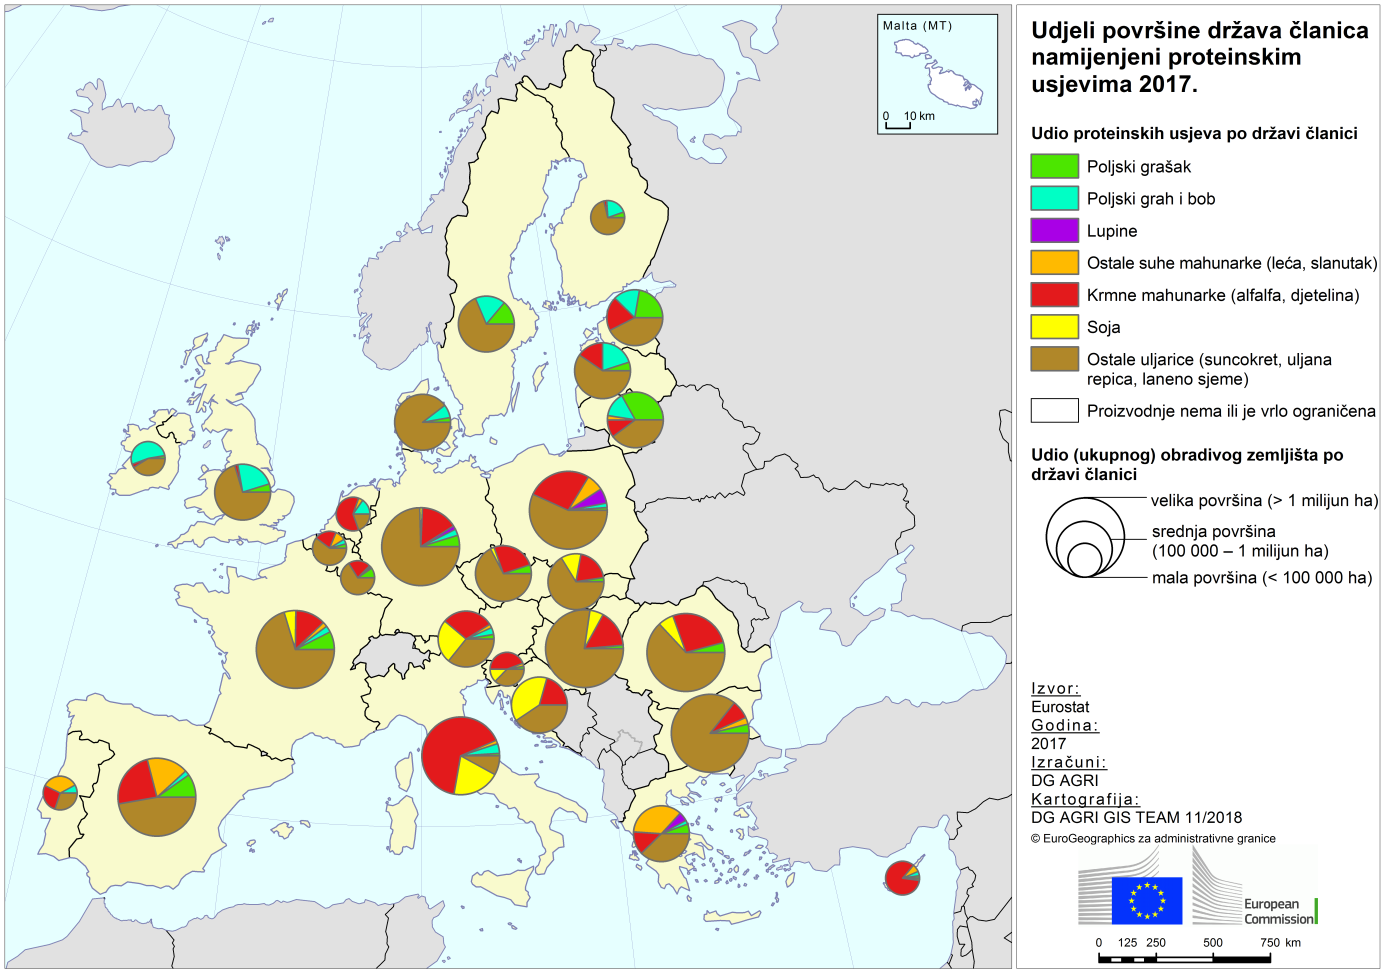 Malta (MT)
0 10 km
Udjeli površine država članica
namijenjeni proteinskim
usjevima 2017.
Udio proteinskih usjeva po državi članici
Poljski grašak
Poljski grah i bob
Lupine
Ostale suhe mahunarke (leća, slanutak)
Krmne mahunarke (alfalfa, djetelina)
Soja
Ostale uljarice (suncokret, uljana
repica, laneno sjeme)
Proizvodnje nema ili je vrlo ograničena
Udio (ukupnog) obradivog zemljišta po
državi članici
velika površina (> 1 milijun ha)
srednja površina
(100 000 – 1 milijun ha)
mala površina (< 100 000 ha)
Izvor:
Eurostat
Godina:
2017
Izračuni:
DG AGRI
Kartografija:
DG AGRI GIS TEAM 11/2018
© EuroGeographics za administrativne granice
European
Commission
0 125 250 500 750 km